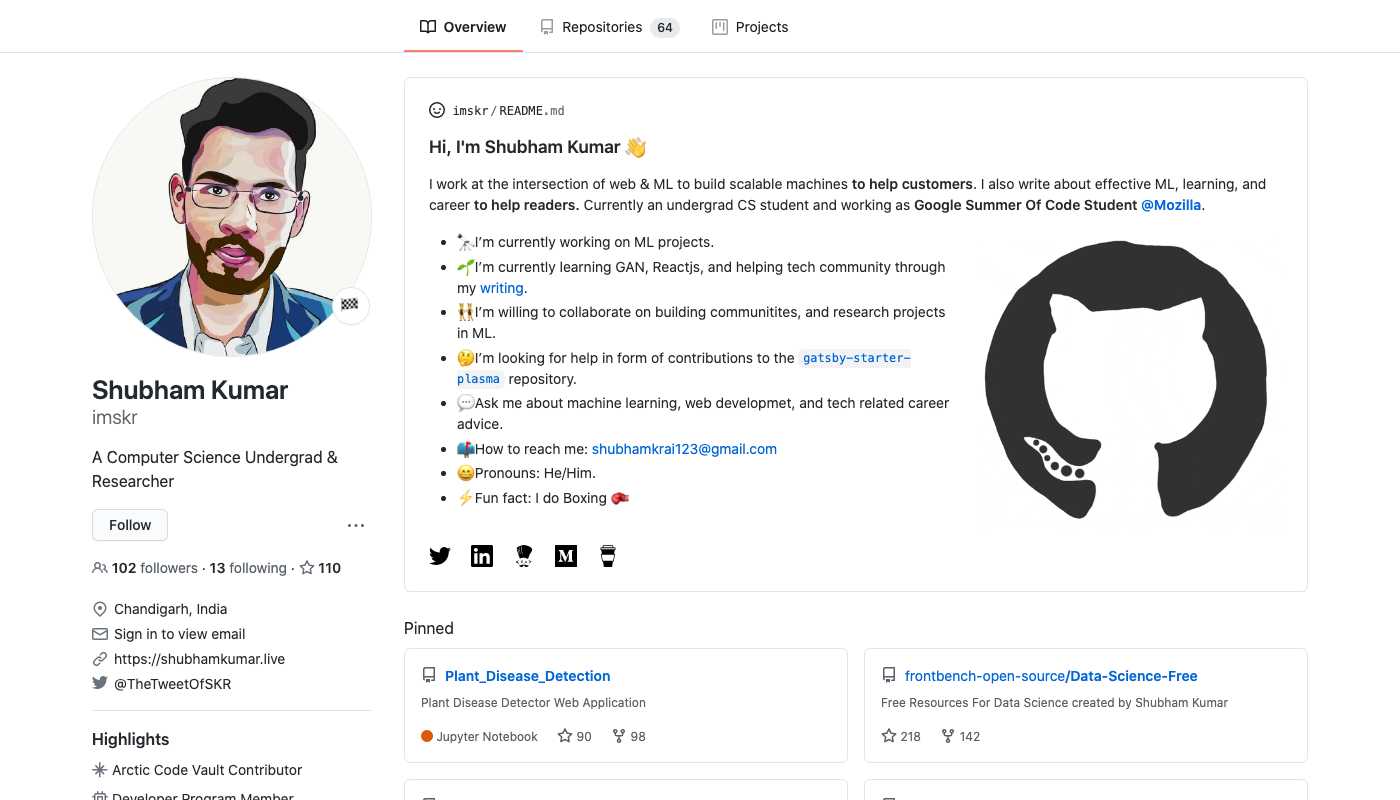 Overview Repositories 64 Projects
imskr/README.md
Hi, I'm Shubham Kumar 👋
I work at the intersection of web & ML to build scalable machines to help customers. I also write about effective ML, learning, and
career to help readers. Currently an undergrad CS student and working as Google Summer Of Code Student @Mozilla.
🔭I’m currently working on ML projects.
🌱I’m currently learning GAN, Reactjs, and helping tech community through
my writing.
👯I’m willing to collaborate on building communitites, and research projects
in ML.
🤔I’m looking for help in form of contributions to the gatsby-starter-
plasma repository.
💬Ask me about machine learning, web developmet, and tech related career
advice.
📫How to reach me: shubhamkrai123@gmail.com
😄Pronouns: He/Him.
⚡Fun fact: I do Boxing 🥊
in M
Shubham Kumar
imskr
A Computer Science Undergrad &
Researcher
Follow
102 followers · 13 following · 110
Chandigarh, India
Sign in to view email
https://shubhamkumar.live
@TheTweetOfSKR
Highlights
Arctic Code Vault Contributor
Developer Program Member
Pinned
Plant_Disease_Detection
Plant Disease Detector Web Application
Jupyter Notebook 90 98
frontbench-open-source/Data-Science-Free
Free Resources For Data Science created by Shubham Kumar
218 142